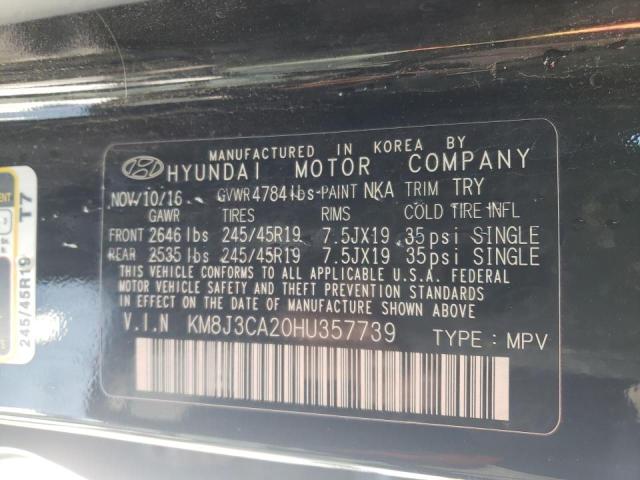 MANUFACTURED IN KOREA BY
HYUNDAI MOTOR COMPANY
NOV/10/16 GVWR 4784lbs PAINT NKA TRIM TRY
GAWR TIRES RIMS COLD TIRE INFL
FRONT 2646 lbs 245/45R19 7.5JX19 35psi SINGLE
REAR 2535 lbs 245/45R19 7.5JX19 35psi SINGLE
THIS VEHICLE CONFORMS TO ALL APPLICABLE U.S.A. FEDERAL
MOTOR VEHICLE SAFETY, BUMPER, AND THEFT PREVENTION STANDARDS
IN EFFECT ON THE DATE OF MANUFACTURE SHOWN ABOVE
V.I.N KM8J3CA20HU357739 TYPE : MPV
T7
245/45R19